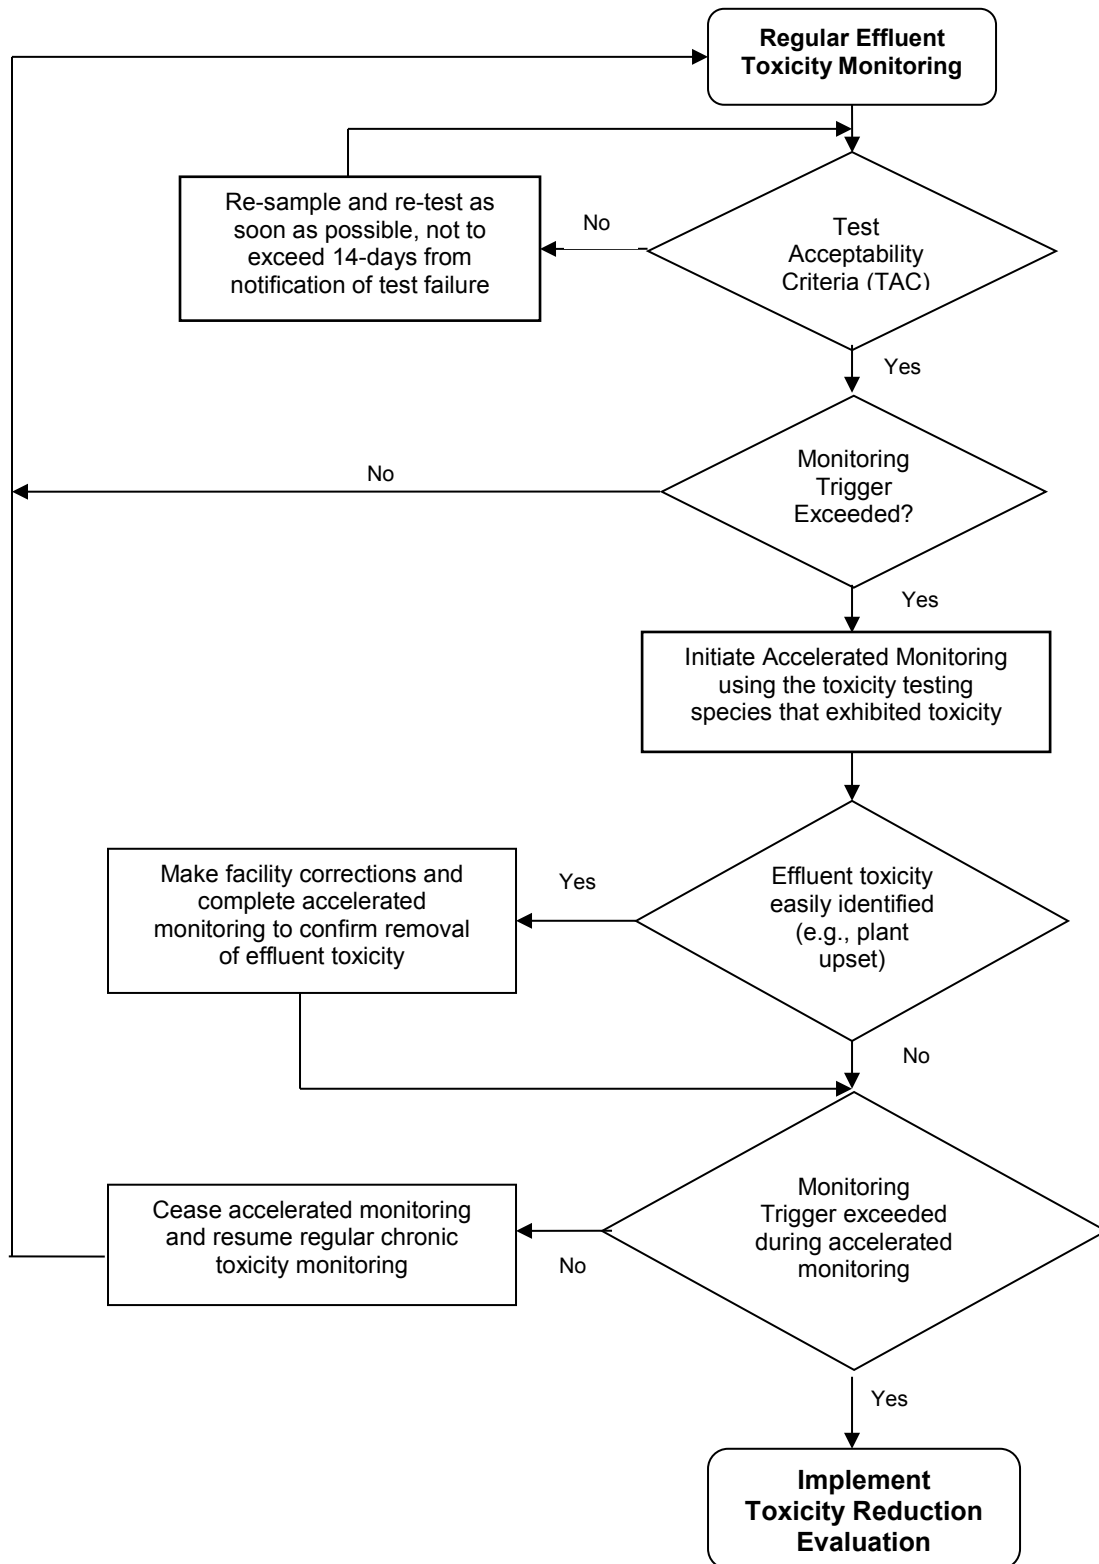 Regular Effluent
Toxicity Monitoring
Re-sample and re-test as
soon as possible, not to
exceed 14-days from
notification of test failure
No
Test
Acceptability
Criteria (TAC)
Yes
Monitoring
Trigger
Exceeded?
No
Yes
Initiate Accelerated Monitoring
using the toxicity testing
species that exhibited toxicity
Make facility corrections and
complete accelerated
monitoring to confirm removal
of effluent toxicity
Yes
Effluent toxicity
easily identified
(e.g., plant
upset)
No
Cease accelerated monitoring
and resume regular chronic
toxicity monitoring
No
Monitoring
Trigger exceeded
during accelerated
monitoring
Yes
Implement
Toxicity Reduction
Evaluation